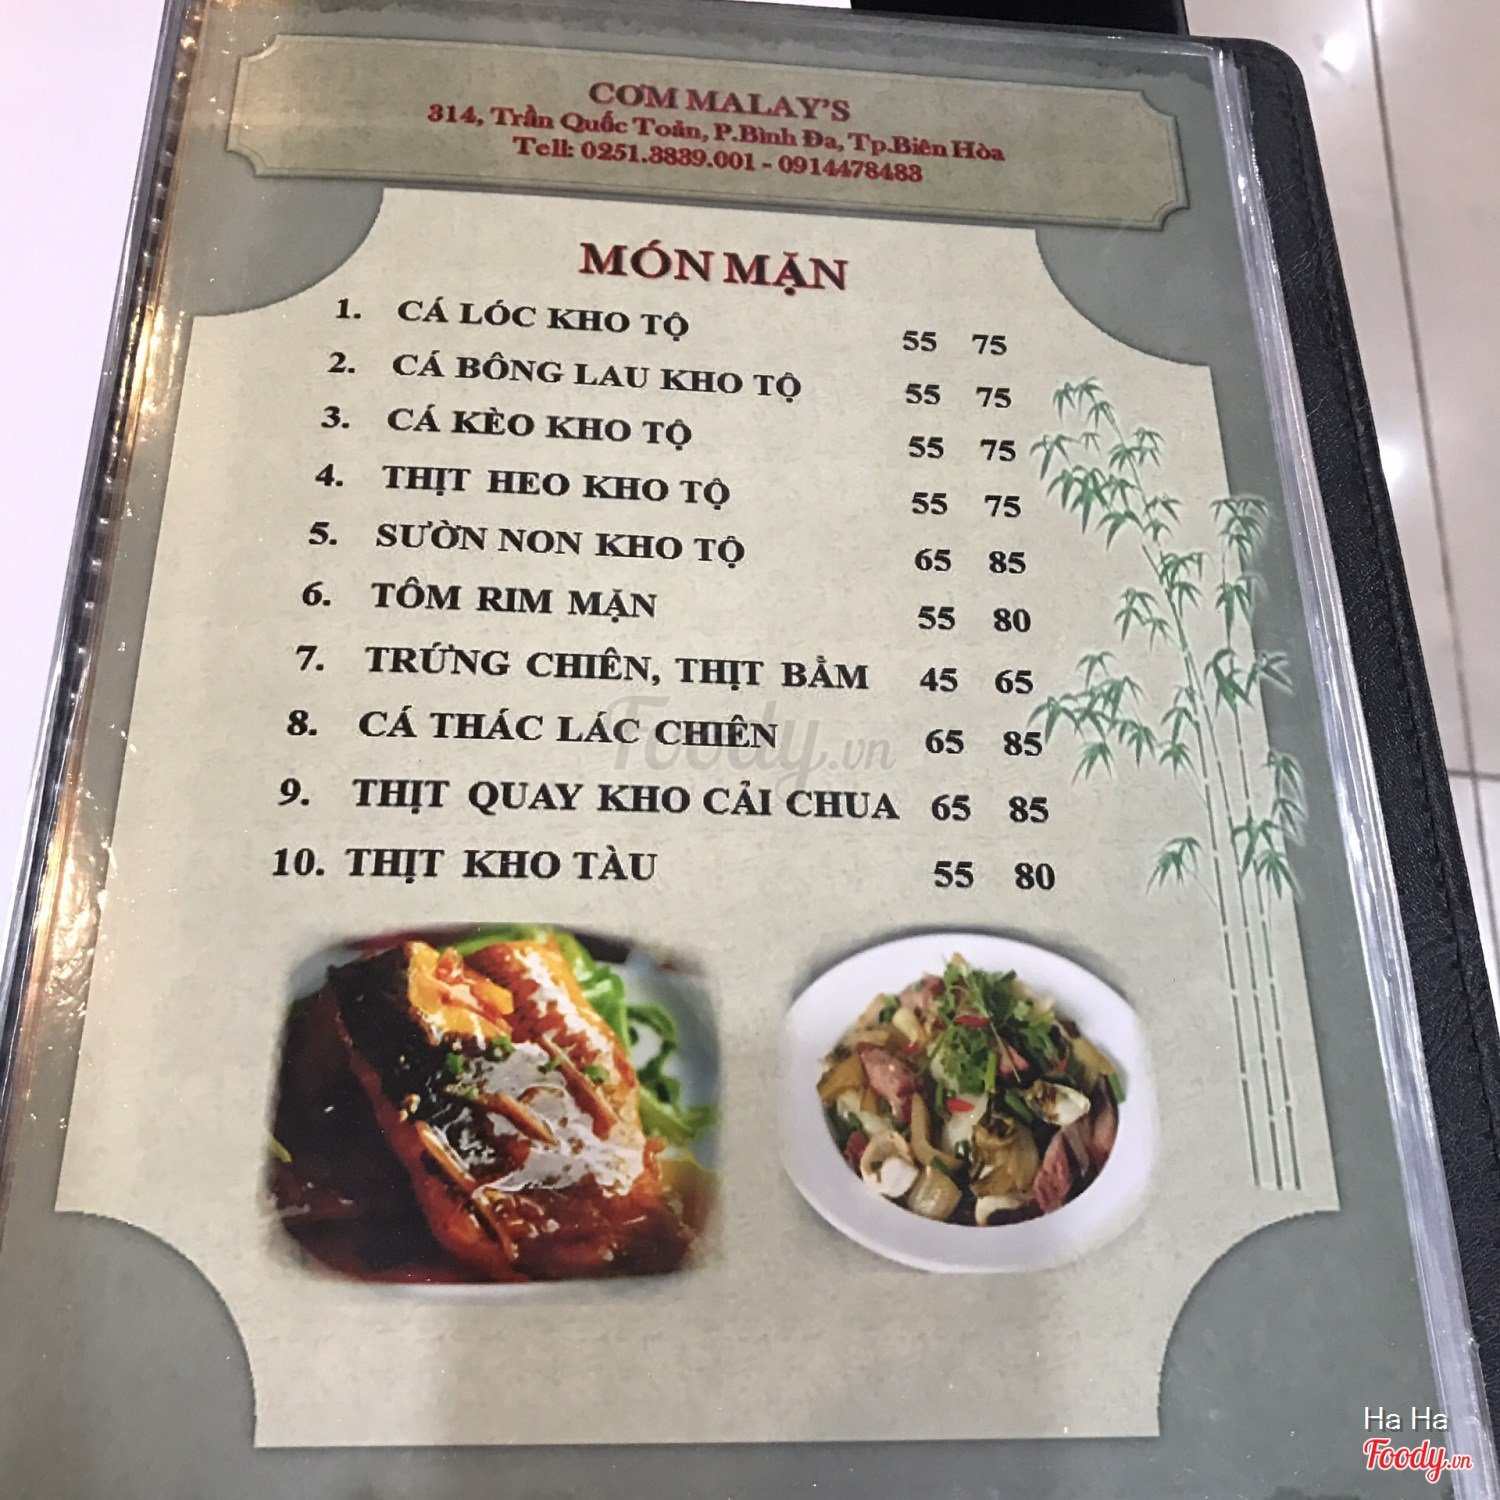 CƠM MALAY'S
314, Trần Quốc Toản, P.Bình Đa, Tp.Biên Hòa
Tell: 0251.3839.001 - 0914478483
MÓN MẶN
1. CÁ LÓC KHO TỘ 55 75
2. CÁ BÔNG LAU KHO TỘ 55 75
3. CÁ KÈO KHO TỘ 55 75
4. THỊT HEO KHO TỘ 55 75
5. SƯỜN NON KHO TỘ 65 85
6. TÔM RIM MẶN 55 80
7. TRỨNG CHIÊN, THỊT BẰM 45 65
8. CÁ THÁC LÁC CHIÊN 65 85
Foody.vn
9. THỊT QUAY KHO CẢI CHUA 65 85
10. THỊT KHO TÀU 55 80
Ha Ha
Foody.vn